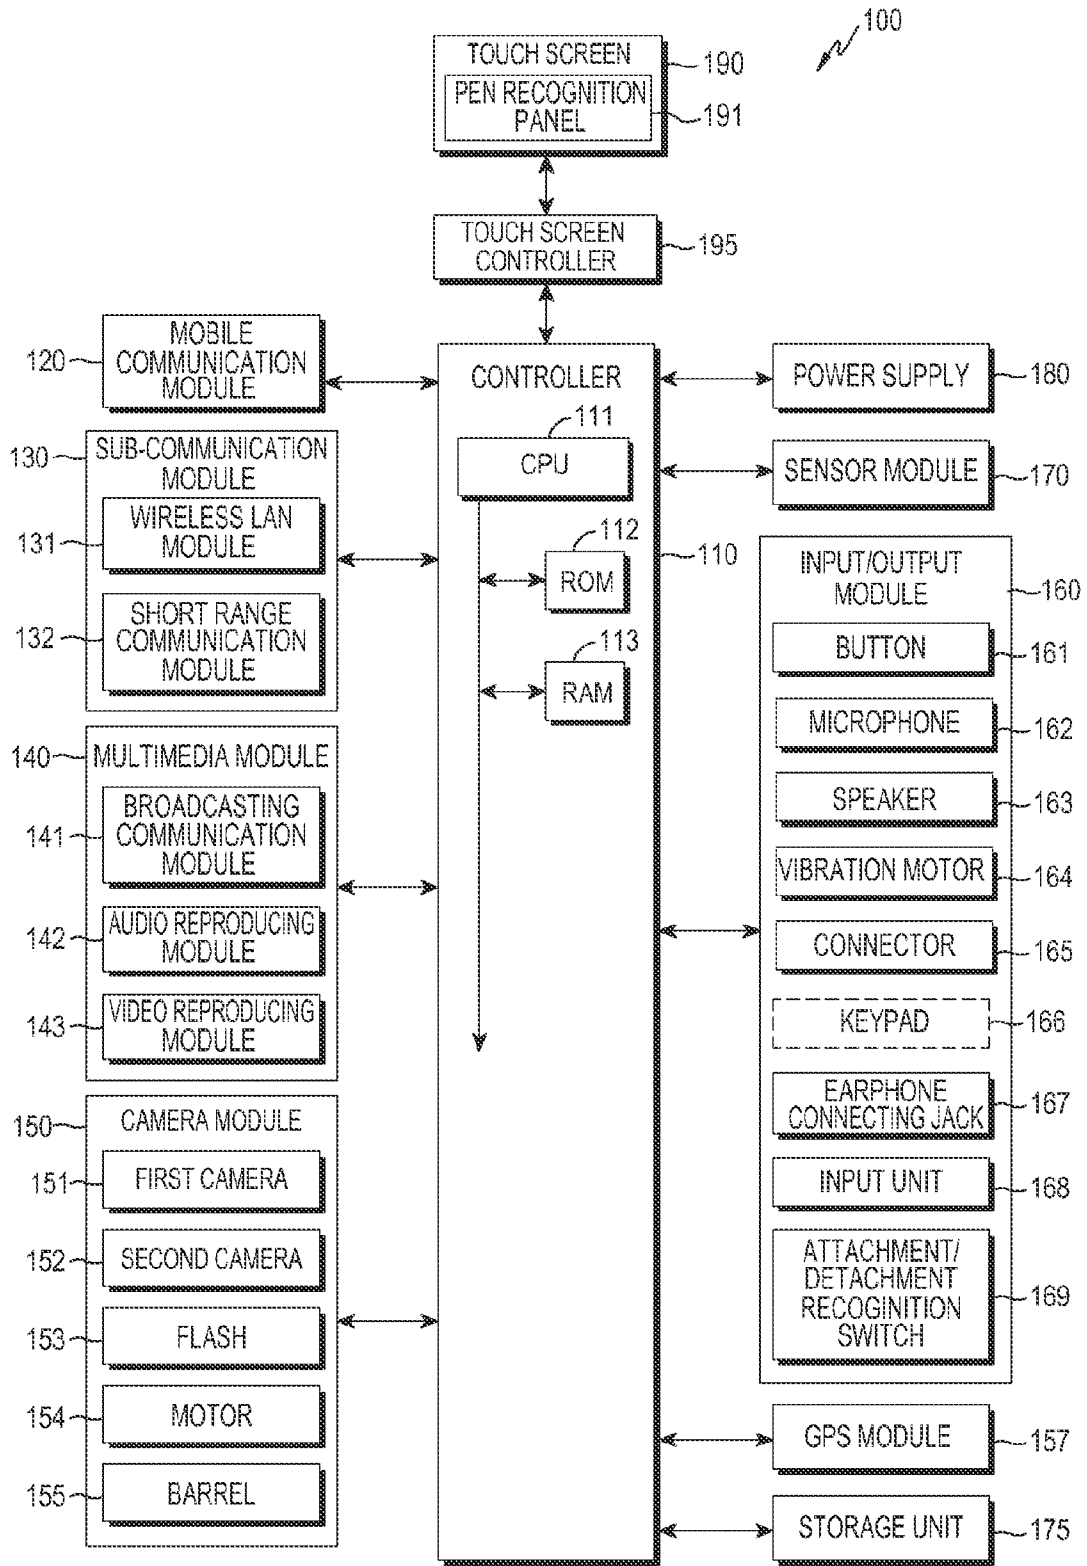 100
TOUCH SCREEN
190
PEN RECOGNITION
PANEL
191
TOUCH SCREEN
CONTROLLER
195
120
MOBILE
COMMUNICATION
MODULE
130
SUB-COMMUNICATION
MODULE
131
WIRELESS LAN
MODULE
132
SHORT RANGE
COMMUNICATION
MODULE
140
MULTIMEDIA MODULE
141
BROADCASTING
COMMUNICATION
MODULE
142
AUDIO REPRODUCING
MODULE
143
VIDEO REPRODUCING
MODULE
150
CAMERA MODULE
151
FIRST CAMERA
152
SECOND CAMERA
153
FLASH
154
MOTOR
155
BARREL
CONTROLLER
111
CPU
112
ROM
113
RAM
110
POWER SUPPLY
180
SENSOR MODULE
170
INPUT/OUTPUT
MODULE
160
BUTTON
161
MICROPHONE
162
SPEAKER
163
VIBRATION MOTOR
164
CONNECTOR
165
KEYPAD
166
EARPHONE
CONNECTING JACK
167
INPUT UNIT
168
ATTACHMENT/
DETACHMENT
RECOGINITION
SWITCH
169
GPS MODULE
157
STORAGE UNIT
175